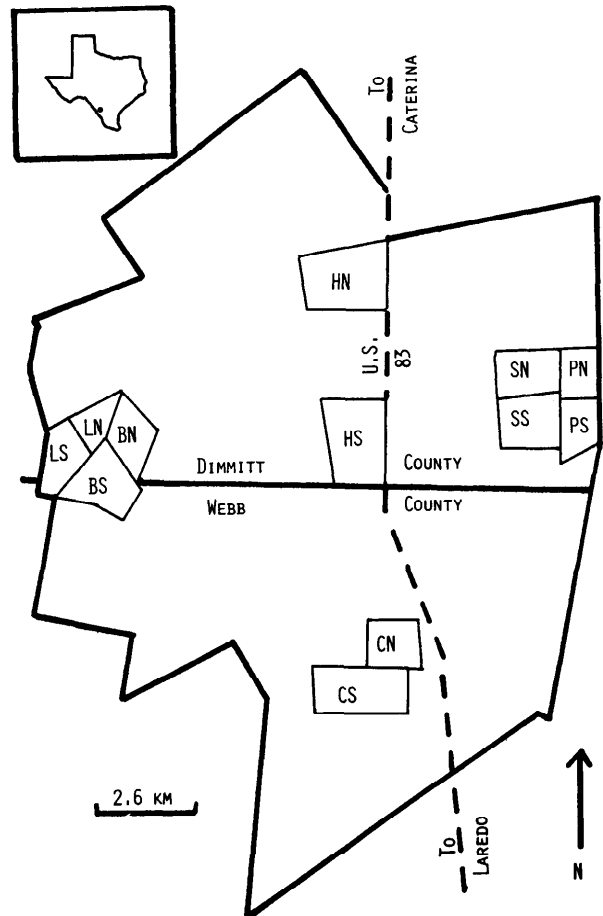 To
CATERINA
HN
U.S.
83
SN
PN
SS
PS
LN
BN
LS
BS
HS
DIMMITT
COUNTY
WEBB
COUNTY
CN
CS
2.6 KM
To
LAREDO
N